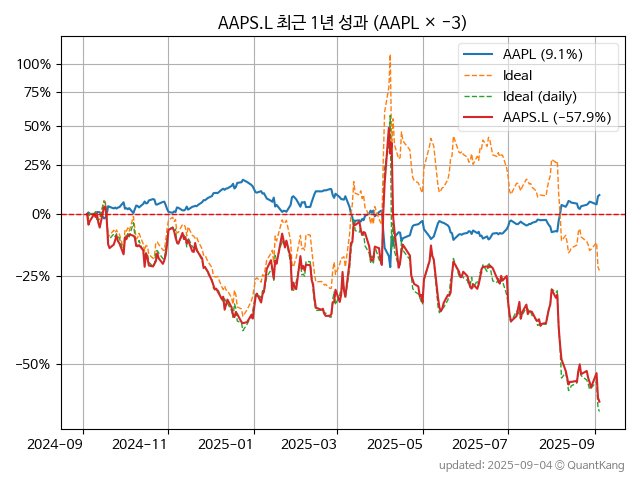 AAPS.L 최근 1년 성과 (AAPL × −3)
AAPL (9.1%)
Ideal
Ideal (daily)
AAPS.L (−57.9%)
100%
75%
50%
25%
0%
−25%
−50%
2024-09
2024-11
2025-01
2025-03
2025-05
2025-07
2025-09
updated: 2025-09-04 © QuantKang